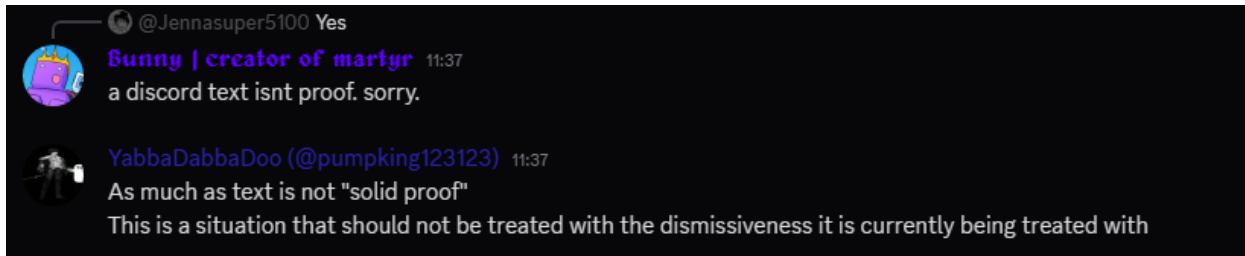 @Jennasuper5100 Yes
Bunny | creator of martyr 11:37
a discord text isnt proof. sorry.
YabbaDabbaDoo (@pumpking123123) 11:37
As much as text is not "solid proof"
This is a situation that should not be treated with the dismissiveness it is currently being treated with